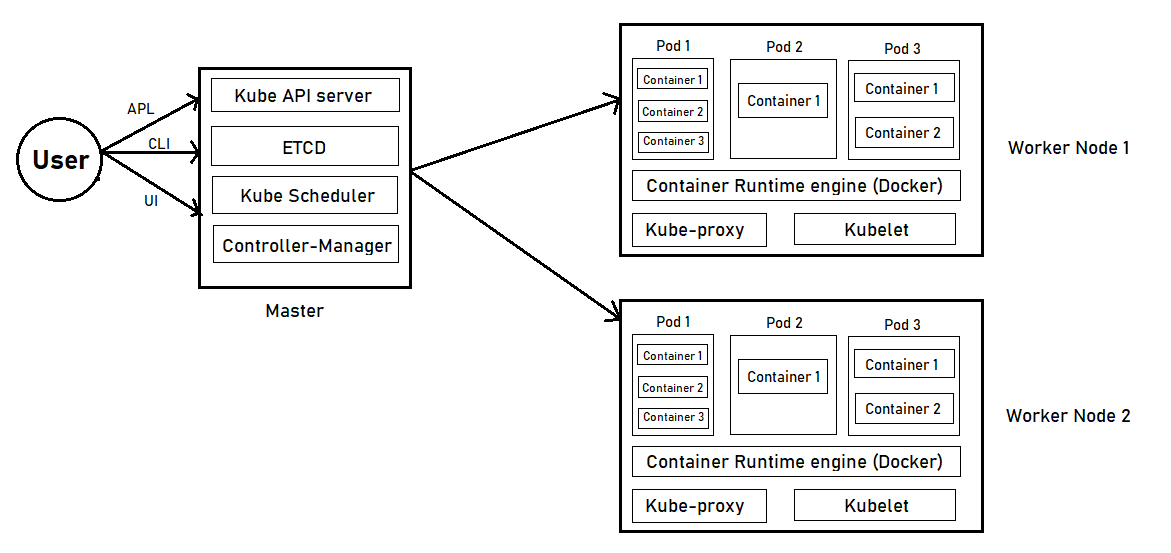 User
APL
CLI
UI
Kube API server
ETCD
Kube Scheduler
Controller-Manager
Master
Pod 1
Container 1
Container 2
Container 3
Pod 2
Container 1
Pod 3
Container 1
Container 2
Container Runtime engine (Docker)
Kube-proxy
Kubelet
Worker Node 1
Pod 1
Container 1
Container 2
Container 3
Pod 2
Container 1
Pod 3
Container 1
Container 2
Container Runtime engine (Docker)
Kube-proxy
Kubelet
Worker Node 2